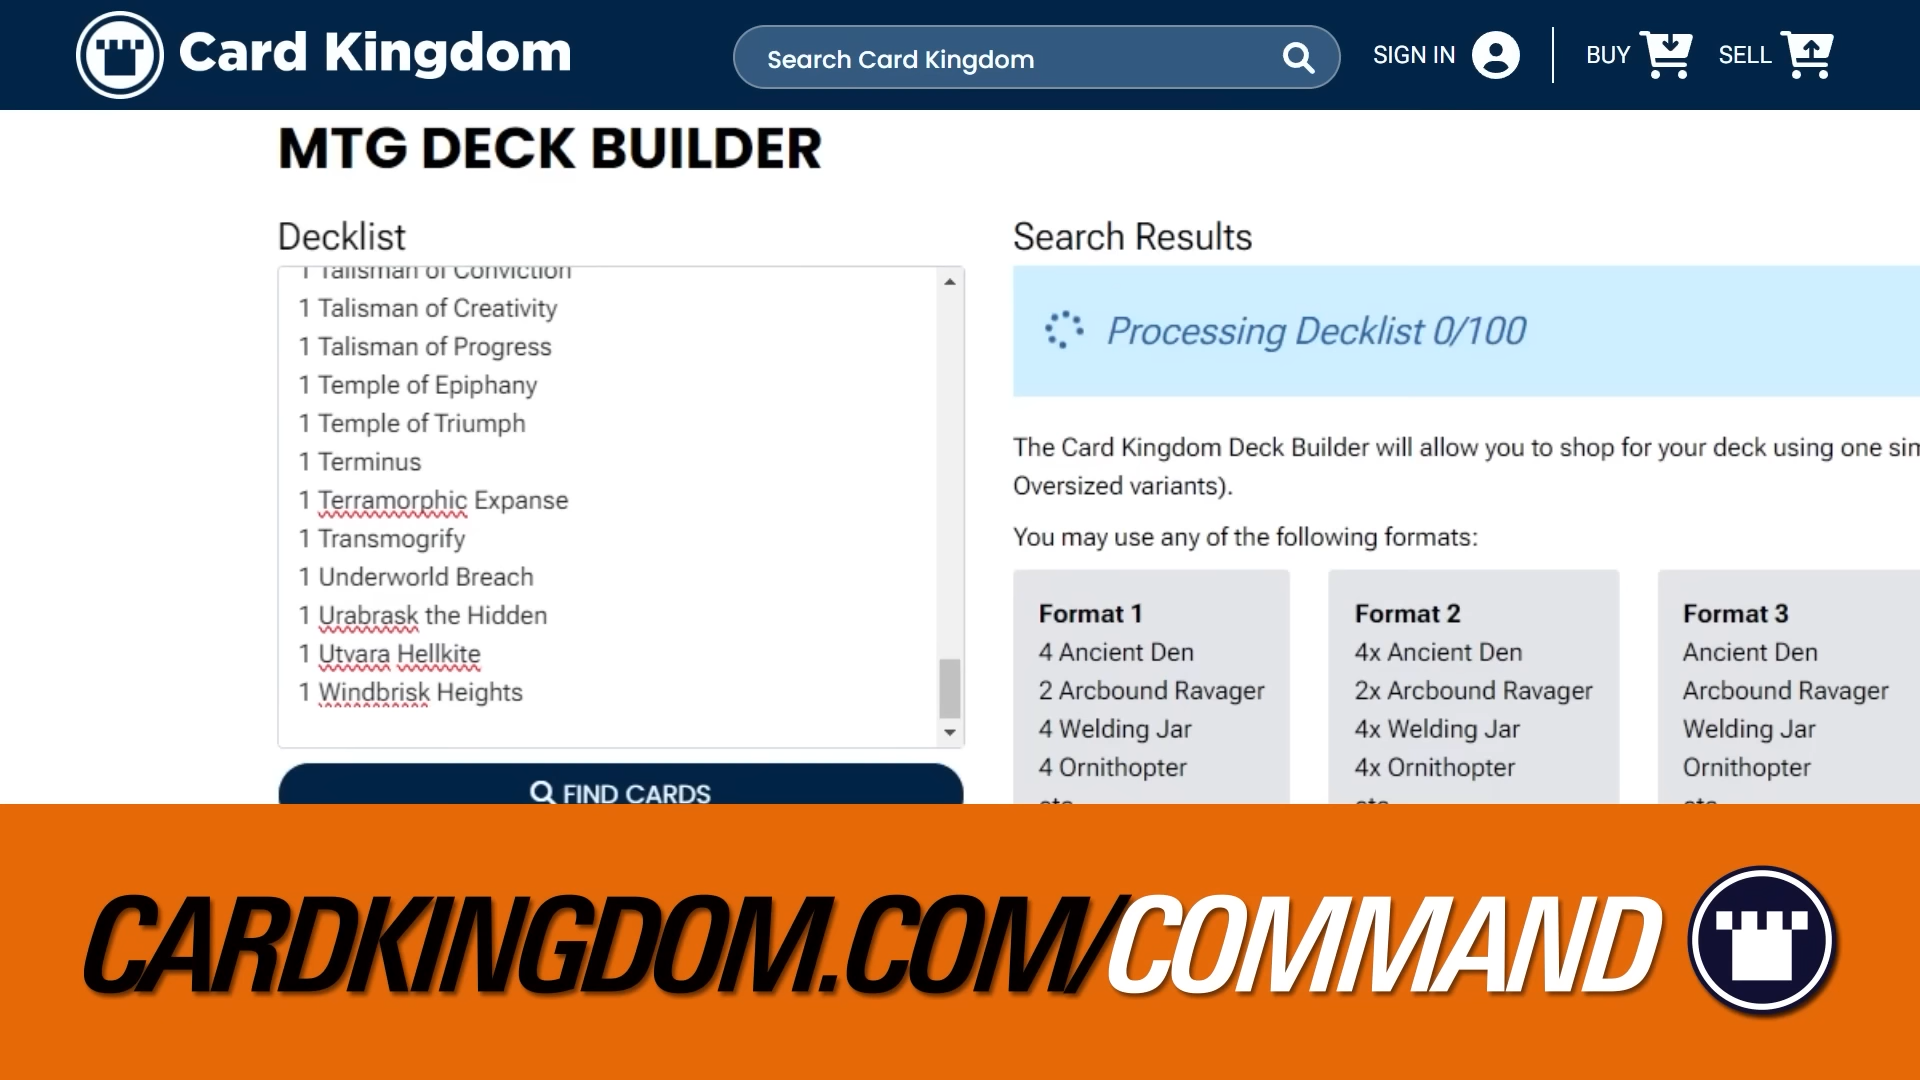 Card Kingdom
Search Card Kingdom
SIGN IN
BUY
SELL
MTG DECK BUILDER
Decklist
1 Talisman of Conviction
1 Talisman of Creativity
1 Talisman of Progress
1 Temple of Epiphany
1 Temple of Triumph
1 Terminus
1 Terramorphic Expanse
1 Transmogrify
1 Underworld Breach
1 Urabrask the Hidden
1 Utvara Hellkite
1 Windbrisk Heights
FIND CARDS
Search Results
Processing Decklist 0/100
The Card Kingdom Deck Builder will allow you to shop for your deck using one
Oversized variants).
You may use any of the following formats:
Format 1
4 Ancient Den
2 Arcbound Ravager
4 Welding Jar
4 Ornithopter
Format 2
4x Ancient Den
2x Arcbound Ravager
4x Welding Jar
4x Ornithopter
Format 3
Ancient Den
Arcbound Ravager
Welding Jar
Ornithopter
CARDKINGDOM.COM/COMMAND